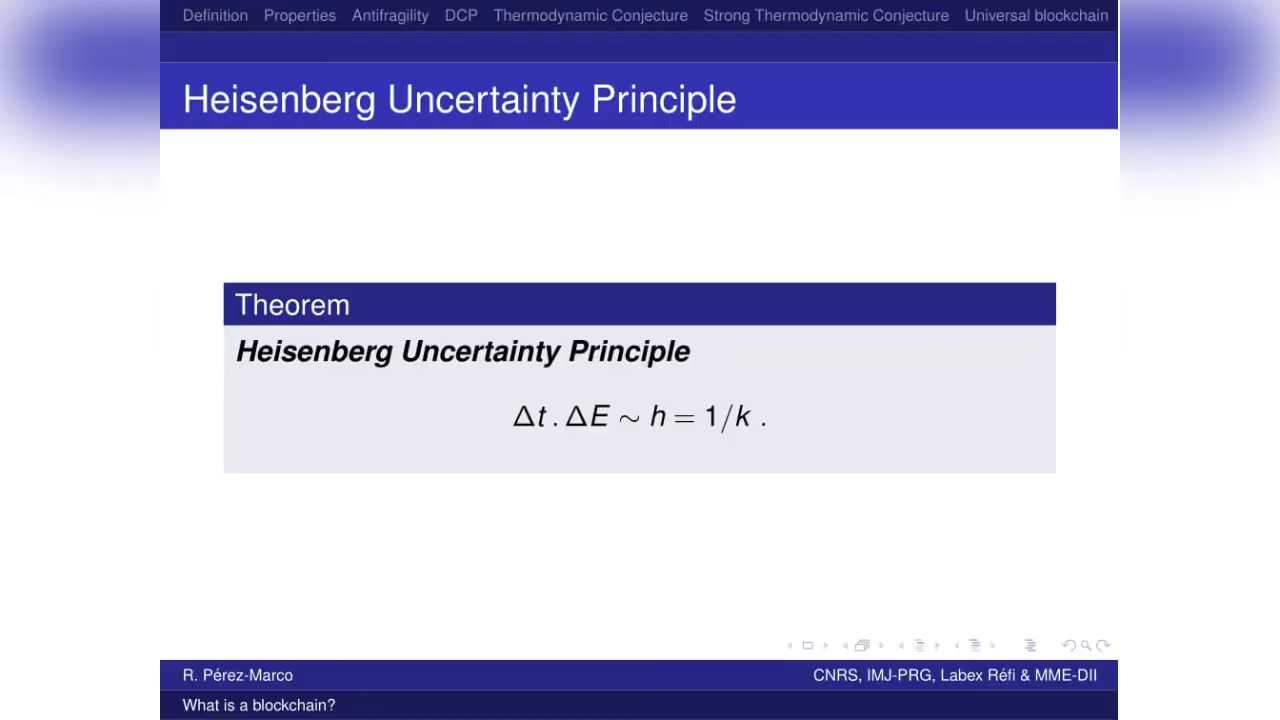 Definition Properties Antifragility DCP Thermodynamic Conjecture Strong Thermodynamic Conjecture Universal blockchain
Heisenberg Uncertainty Principle
Theorem
Heisenberg Uncertainty Principle
Δt . ΔE ∼ h = 1/k .
R. Pérez-Marco CNRS, IMJ-PRG, Labex Réfi & MME-DII
What is a blockchain?